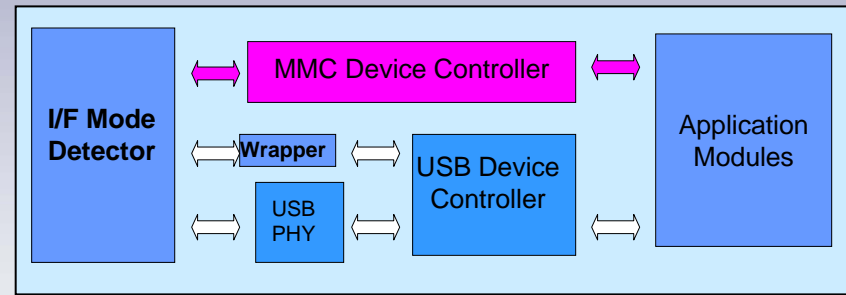 MMC Device Controller
I/F Mode
Detector
Wrapper
USB
PHY
USB Device
Controller
Application
Modules